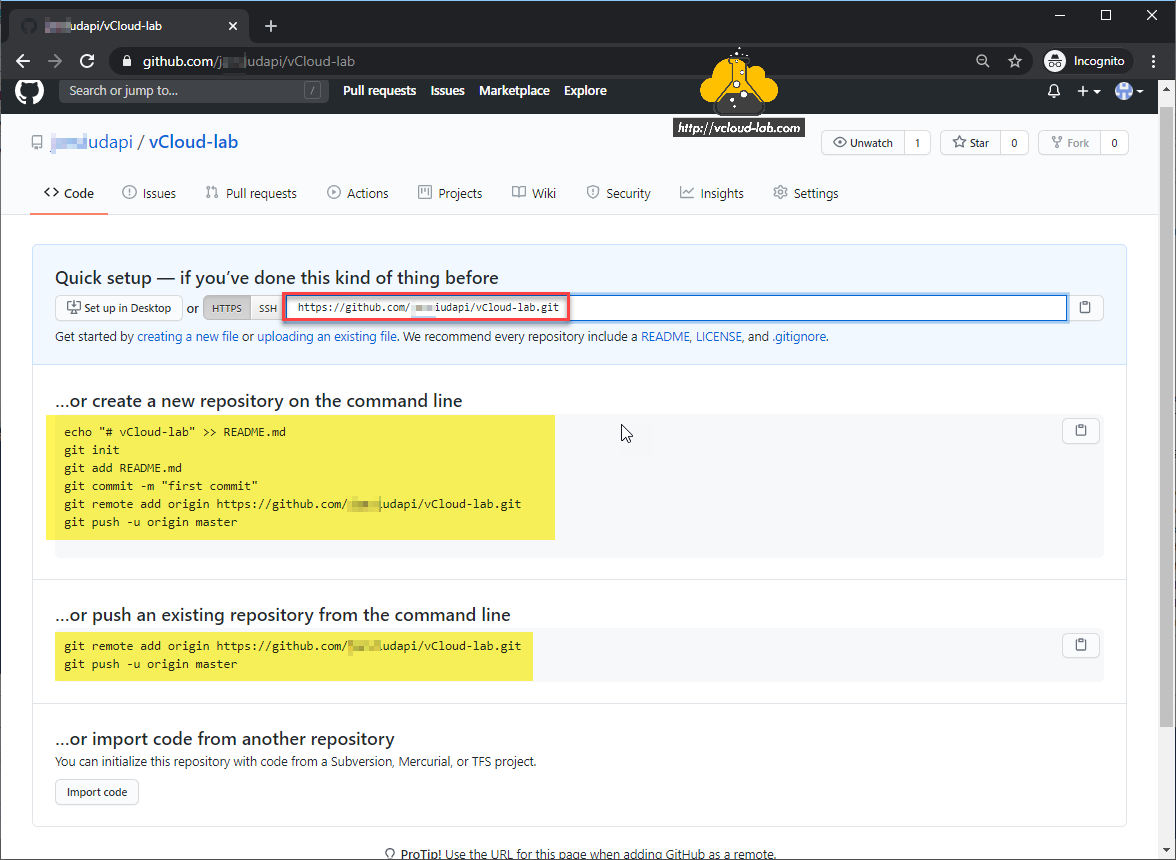 udapi/vCloud-lab
github.com/j udapi/vCloud-lab
Incognito
Search or jump to... /
Pull requests Issues Marketplace Explore
http://vcloud-lab.com
udapi / vCloud-lab
Unwatch 1 Star 0 Fork 0
Code Issues Pull requests Actions Projects Wiki Security Insights Settings
Quick setup — if you've done this kind of thing before
Set up in Desktop or HTTPS SSH https://github.com/ iudapi/vCloud-lab.git
Get started by creating a new file or uploading an existing file. We recommend every repository include a README, LICENSE, and .gitignore.
...or create a new repository on the command line
echo "# vCloud-lab" >> README.md
git init
git add README.md
git commit -m "first commit"
git remote add origin https://github.com/ udapi/vCloud-lab.git
git push -u origin master
...or push an existing repository from the command line
git remote add origin https://github.com/ udapi/vCloud-lab.git
git push -u origin master
...or import code from another repository
You can initialize this repository with code from a Subversion, Mercurial, or TFS project.
Import code
ProTip! Use the URL for this page when adding GitHub as a remote.